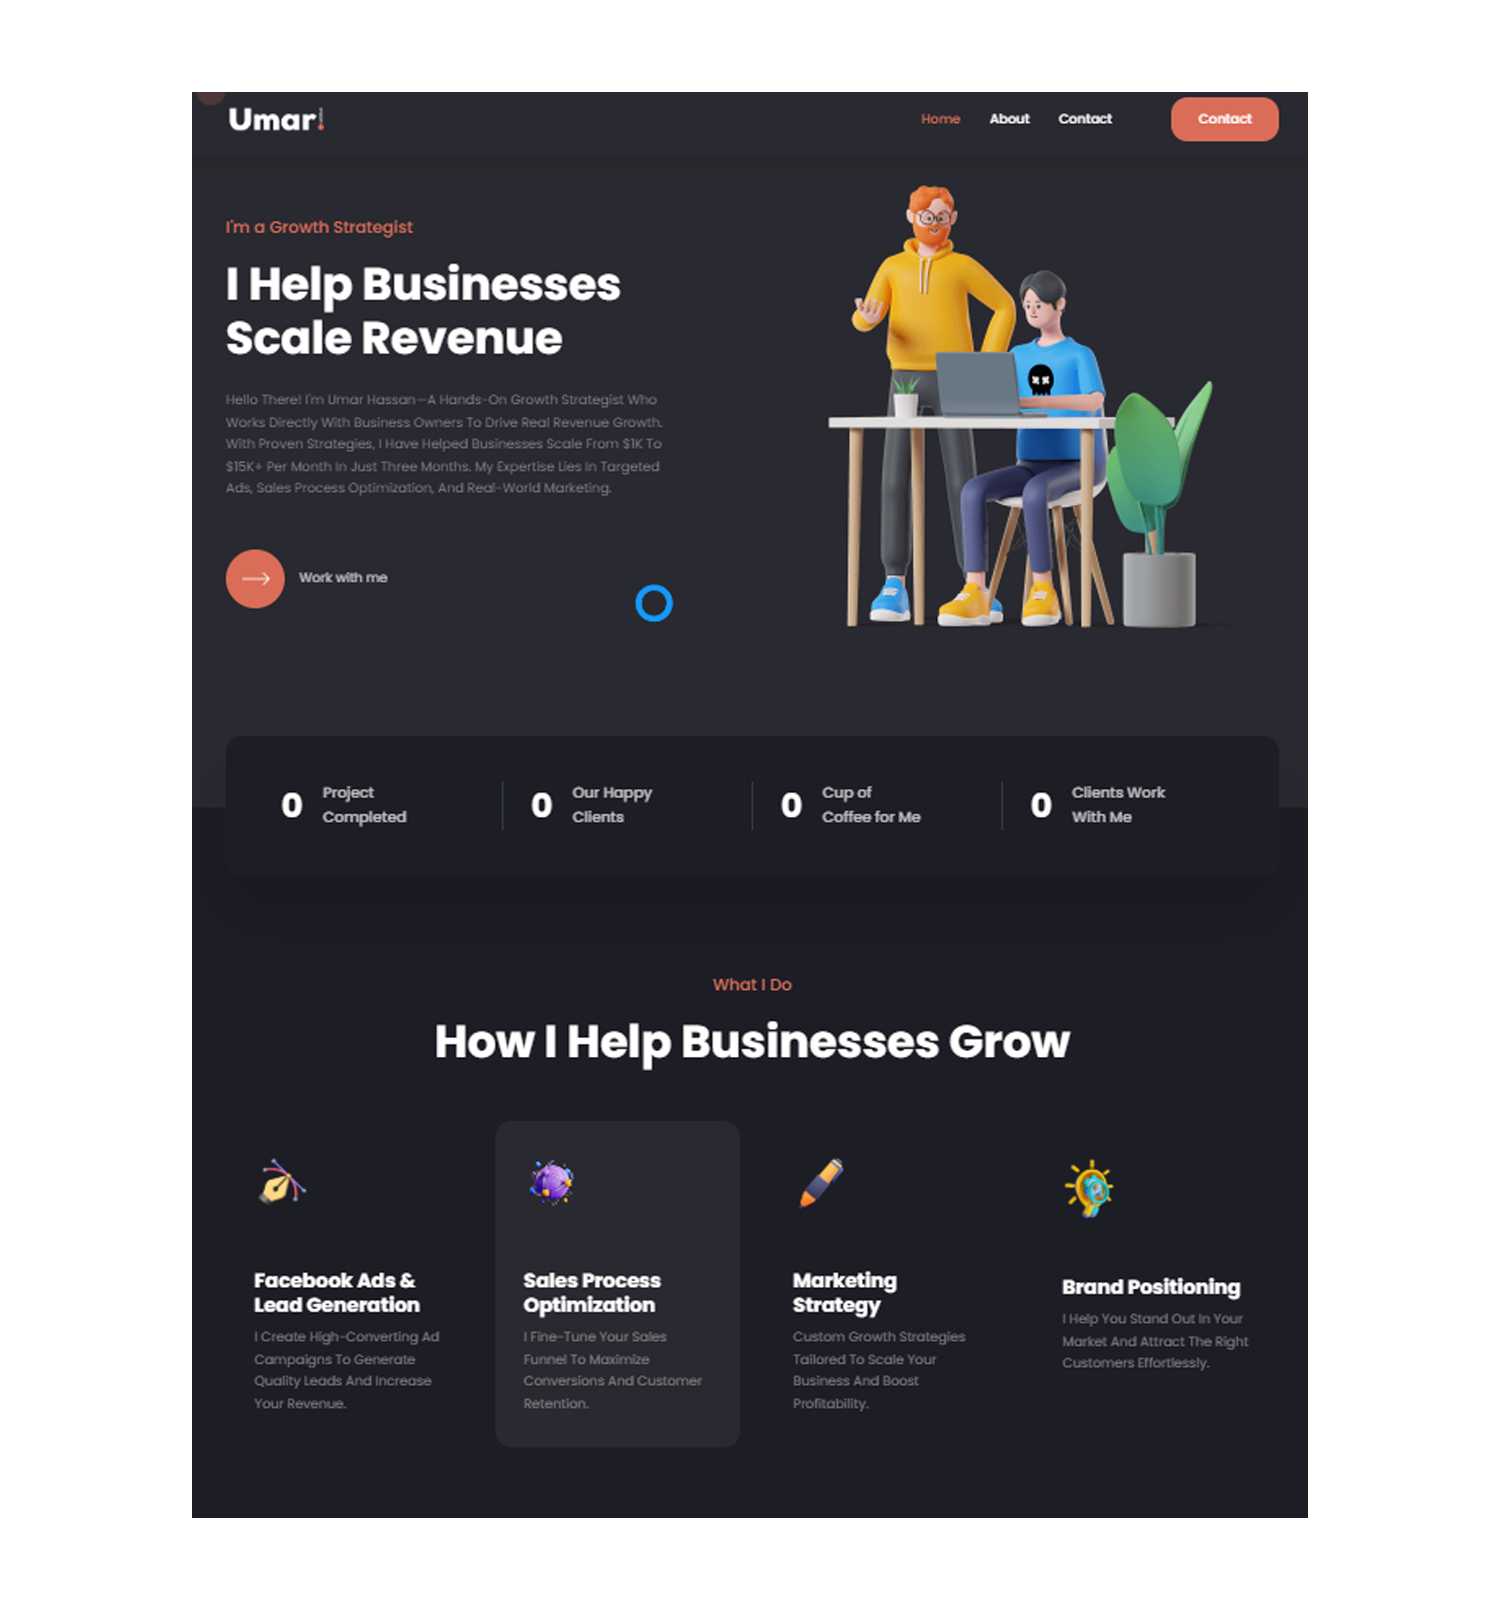 Umar!
Home About Contact Contact
I'm a Growth Strategist
I Help Businesses
Scale Revenue
Hello There! I'm Umar Hassan—A Hands-On Growth Strategist Who
Works Directly With Business Owners To Drive Real Revenue Growth.
With Proven Strategies, I Have Helped Businesses Scale From $1K To
$15K+ Per Month In Just Three Months. My Expertise Lies In Targeted
Ads, Sales Process Optimization, And Real-World Marketing.
Work with me
0 Project
Completed
0 Our Happy
Clients
0 Cup of
Coffee for Me
0 Clients Work
With Me
What I Do
How I Help Businesses Grow
Facebook Ads &
Lead Generation
I Create High-Converting Ad
Campaigns To Generate
Quality Leads And Increase
Your Revenue.
Sales Process
Optimization
I Fine-Tune Your Sales
Funnel To Maximize
Conversions And Customer
Retention.
Marketing
Strategy
Custom Growth Strategies
Tailored To Scale Your
Business And Boost
Profitability.
Brand Positioning
I Help You Stand Out In Your
Market And Attract The Right
Customers Effortlessly.